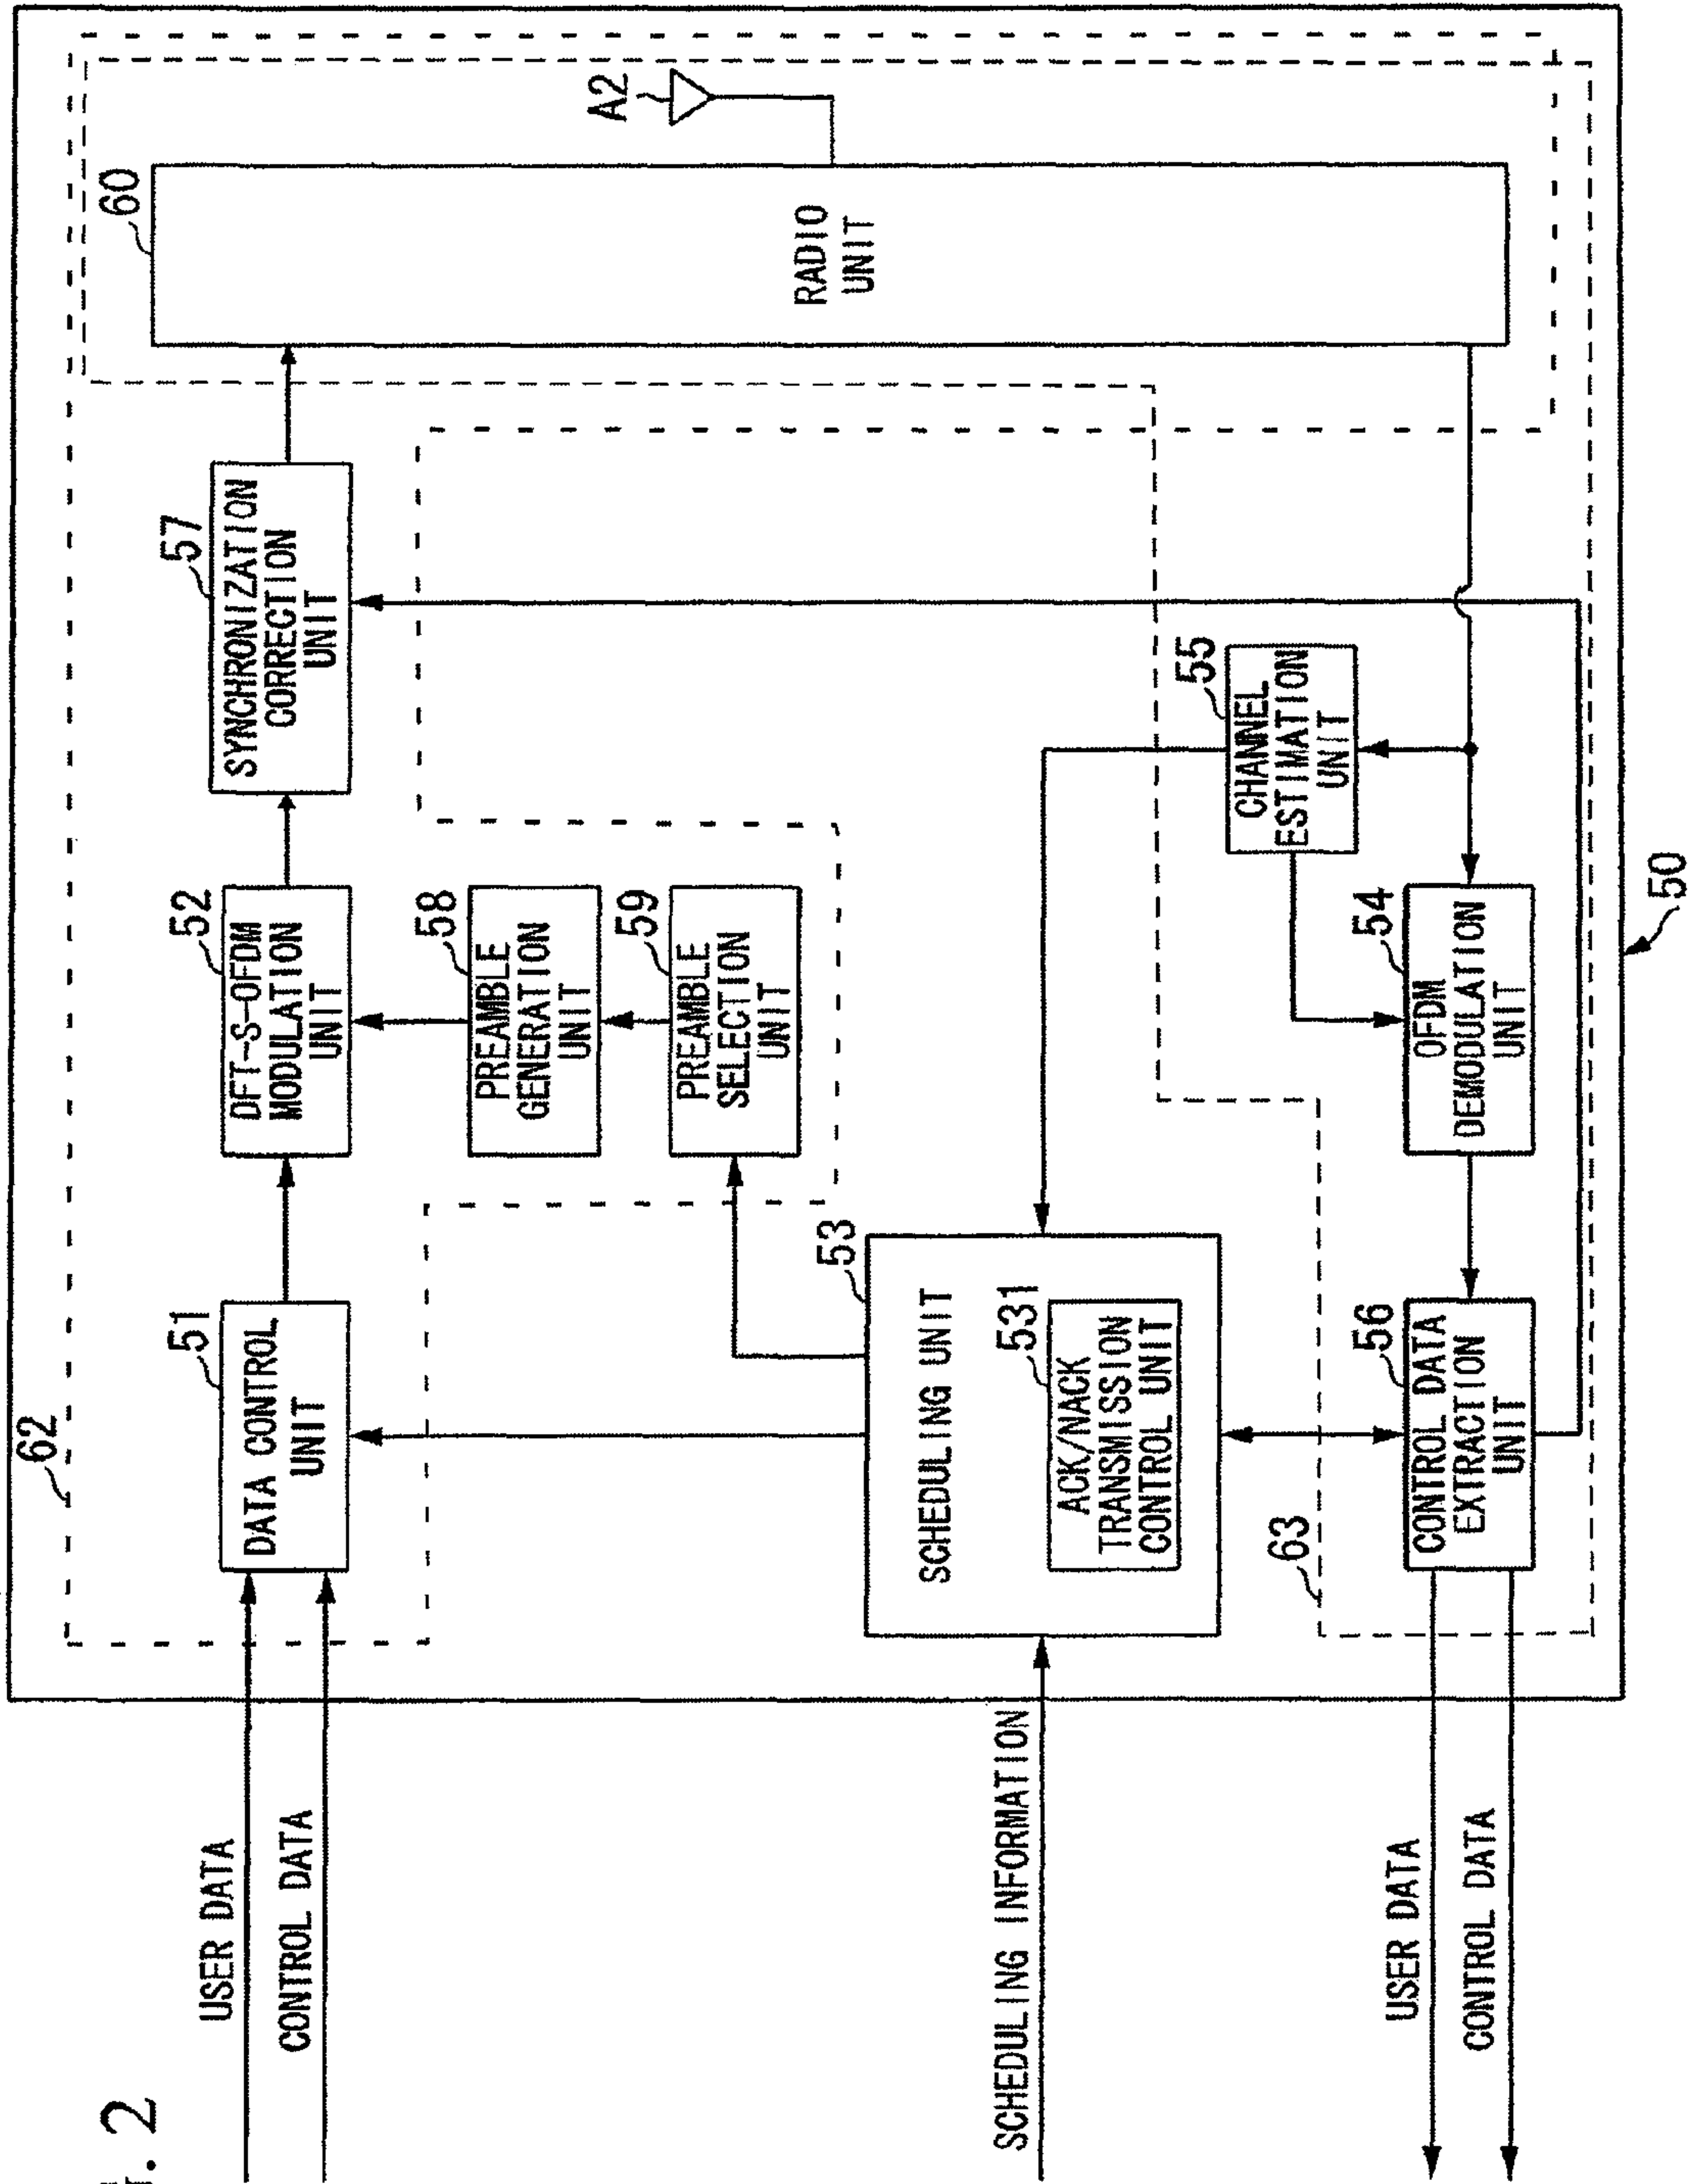 . 2
USER DATA
CONTROL DATA
SCHEDULING INFORMATION
USER DATA
CONTROL DATA
62
51
DATA CONTROL
UNIT
52
DFT-S-OFDM
MODULATION
UNIT
57
SYNCHRONIZATION
CORRECTION
UNIT
60
RADIO
UNIT
A2
58
PREAMBLE
GENERATION
UNIT
59
PREAMBLE
SELECTION
UNIT
53
SCHEDULING UNIT
531
ACK/NACK
TRANSMISSION
CONTROL UNIT
55
CHANNEL
ESTIMATION
UNIT
63
56
CONTROL DATA
EXTRACTION
UNIT
54
OFDM
DEMODULATION
UNIT
50